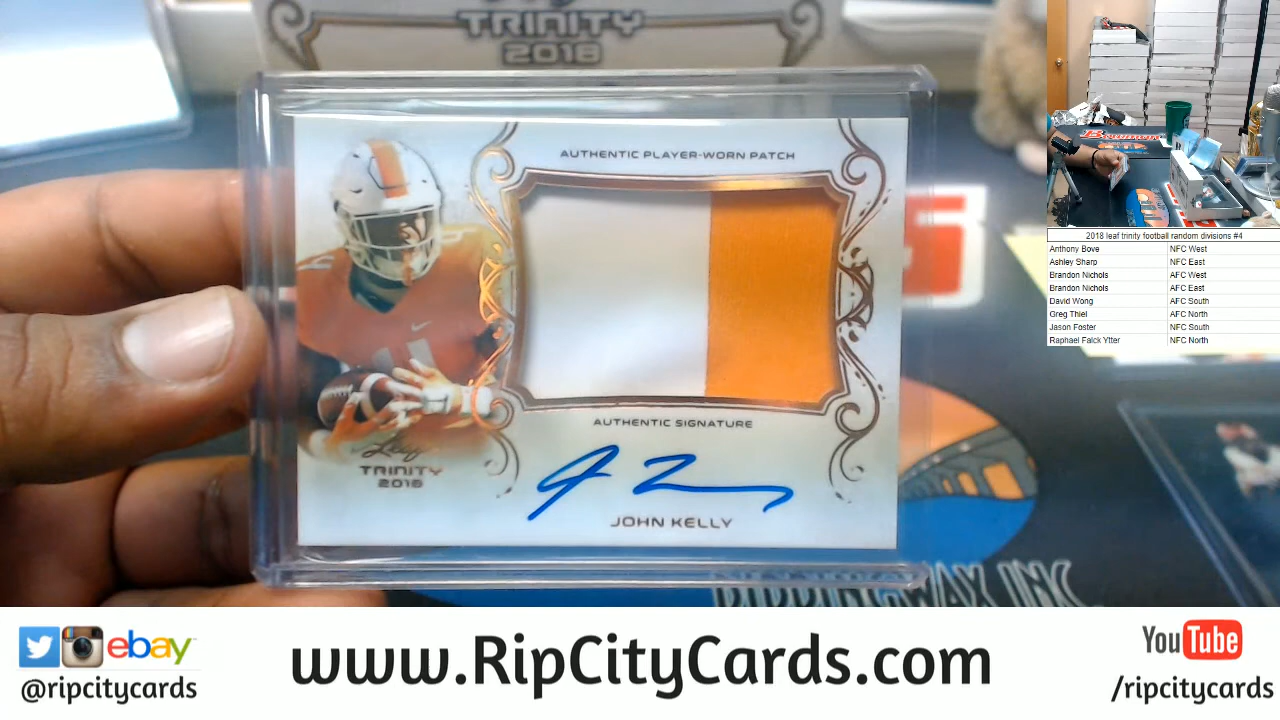 TRINITY
2018
AUTHENTIC PLAYER-WORN PATCH
AUTHENTIC SIGNATURE
Leaf
TRINITY
2018
JOHN KELLY
2018 leaf trinity football random divisions #4
Anthony Bove NFC West
Ashley Sharp NFC East
Brandon Nichols AFC West
Brandon Nichols AFC East
David Wong AFC South
Greg Thiel AFC North
Jason Foster NFC South
Raphael Falck Ytter NFC North
ebay
@ripcitycards
www.RipCityCards.com
YouTube
/ripcitycards